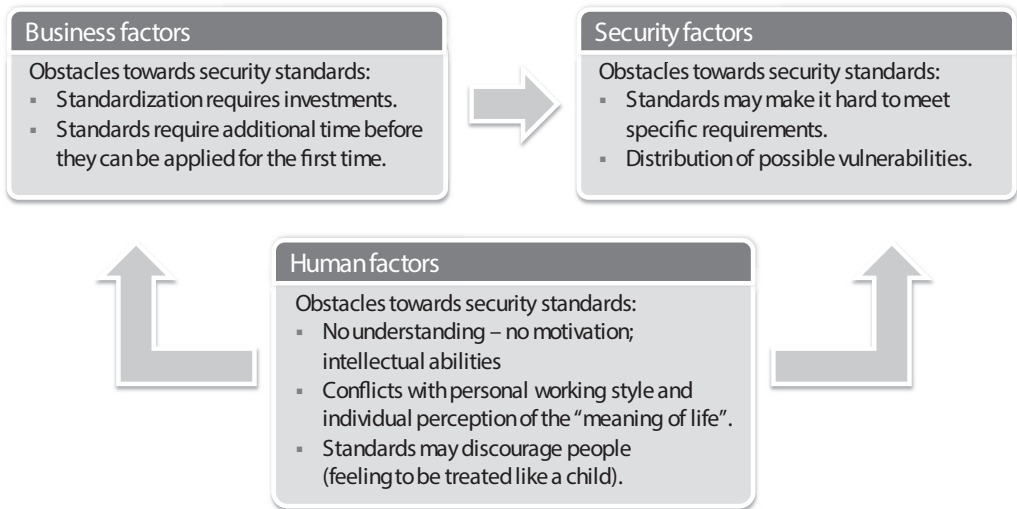 Business factors
Obstacles towards security standards:
▪ Standardization requires investments.
▪ Standards require additional time before
they can be applied for the first time.
Security factors
Obstacles towards security standards:
▪ Standards may make it hard to meet
specific requirements.
▪ Distribution of possible vulnerabilities.
Human factors
Obstacles towards security standards:
▪ No understanding – no motivation;
intellectual abilities
▪ Conflicts with personal working style and
individual perception of the “meaning of life”.
▪ Standards may discourage people
(feeling to be treated like a child).